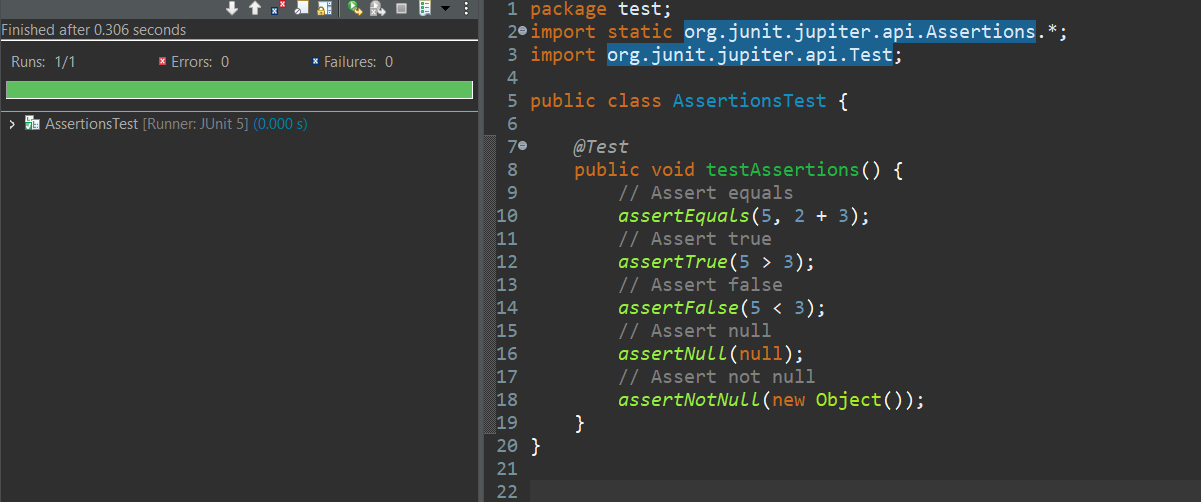 Finished after 0.306 seconds
Runs: 1/1 Errors: 0 Failures: 0
AssertionsTest [Runner: JUnit 5] (0.000 s)
1 package test;
2 import static org.junit.jupiter.api.Assertions.*;
3 import org.junit.jupiter.api.Test;
4
5 public class AssertionsTest {
6
7     @Test
8     public void testAssertions() {
9         // Assert equals
10         assertEquals(5, 2 + 3);
11         // Assert true
12         assertTrue(5 > 3);
13         // Assert false
14         assertFalse(5 < 3);
15         // Assert null
16         assertNull(null);
17         // Assert not null
18         assertNotNull(new Object());
19     }
20 }
21
22